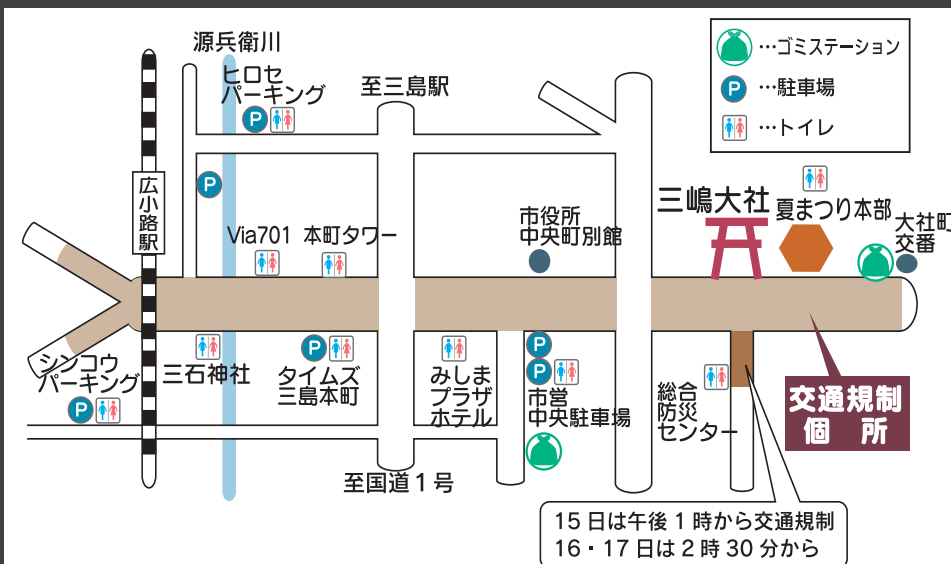 源兵衛川
ヒロセ
パーキング
P
至三島駅
…ゴミステーション
P …駐車場
…トイレ
広小路駅
P
Via701
本町タワー
市役所
中央町別館
三嶋大社
夏まつり本部
大社町
交番
シンコウ
パーキング
P
三石神社
P
タイムズ
三島本町
みしま
プラザ
ホテル
P
P
市営
中央駐車場
総合
防災
センター
交通規制
個所
至国道1号
15日は午後1時から交通規制
16・17日は2時30分から